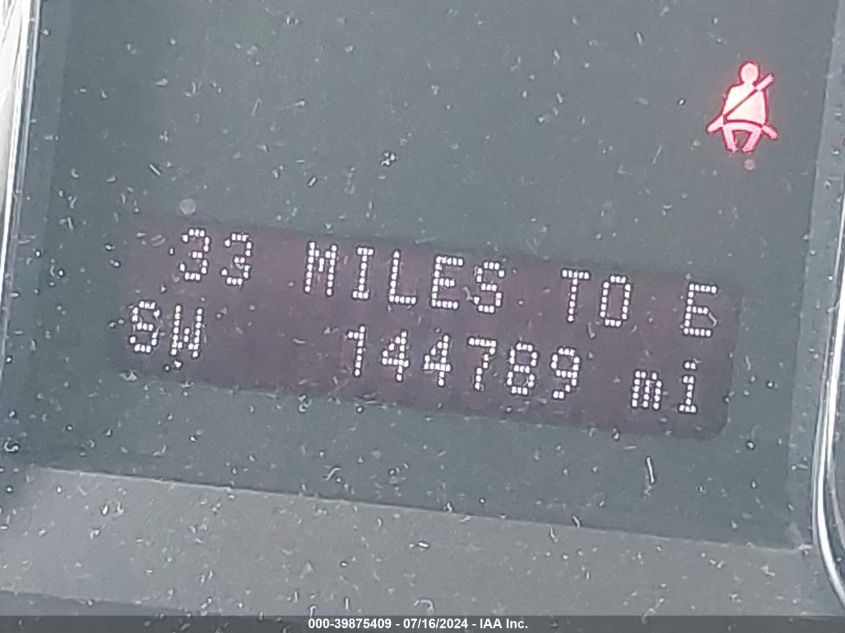 33 MILES TO E
SW 144789 mi
000-39875409 - 07/16/2024 - IAA Inc.